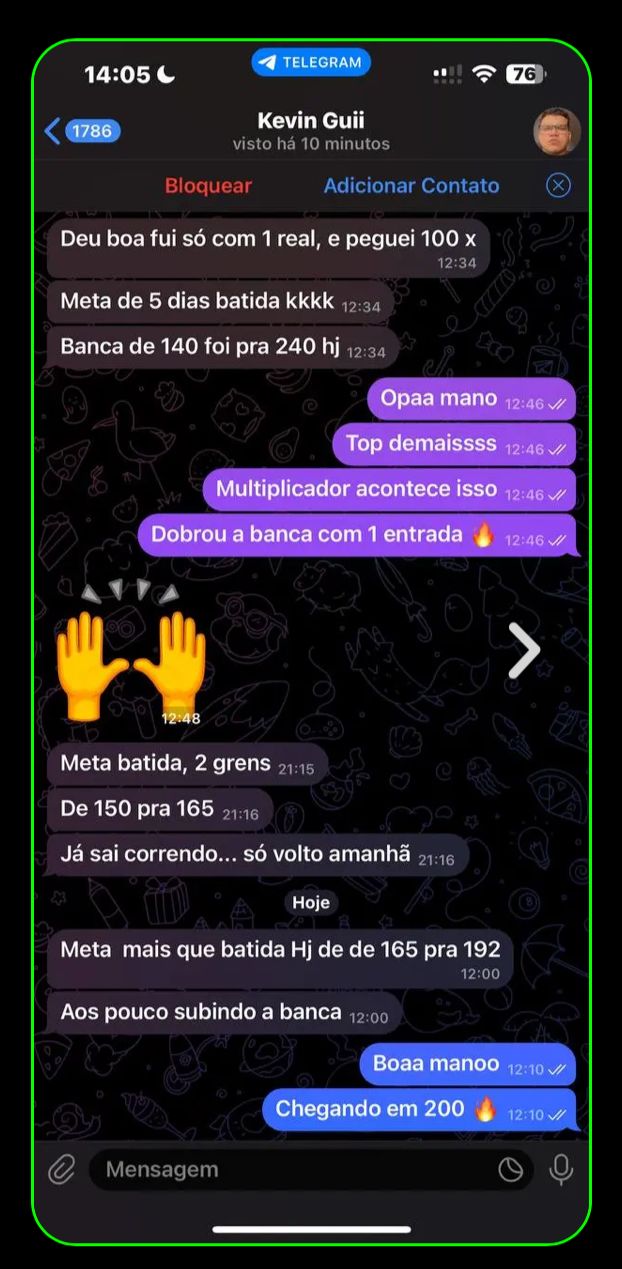 14:05
TELEGRAM
76
1786
Kevin Guii
visto há 10 minutos
Bloquear
Adicionar Contato
Deu boa fui só com 1 real, e peguei 100 x
12:34
Meta de 5 dias batida kkkk 12:34
Banca de 140 foi pra 240 hj 12:34
Opaa mano 12:46
Top demaissss 12:46
Multiplicador acontece isso 12:46
Dobrou a banca com 1 entrada 🔥 12:46
12:48
Meta batida, 2 grens 21:15
De 150 pra 165 21:16
Já sai correndo... só volto amanhã 21:16
Hoje
Meta  mais que batida Hj de de 165 pra 192
12:00
Aos pouco subindo a banca 12:00
Boaa manoo 12:10
Chegando em 200 🔥 12:10
Mensagem